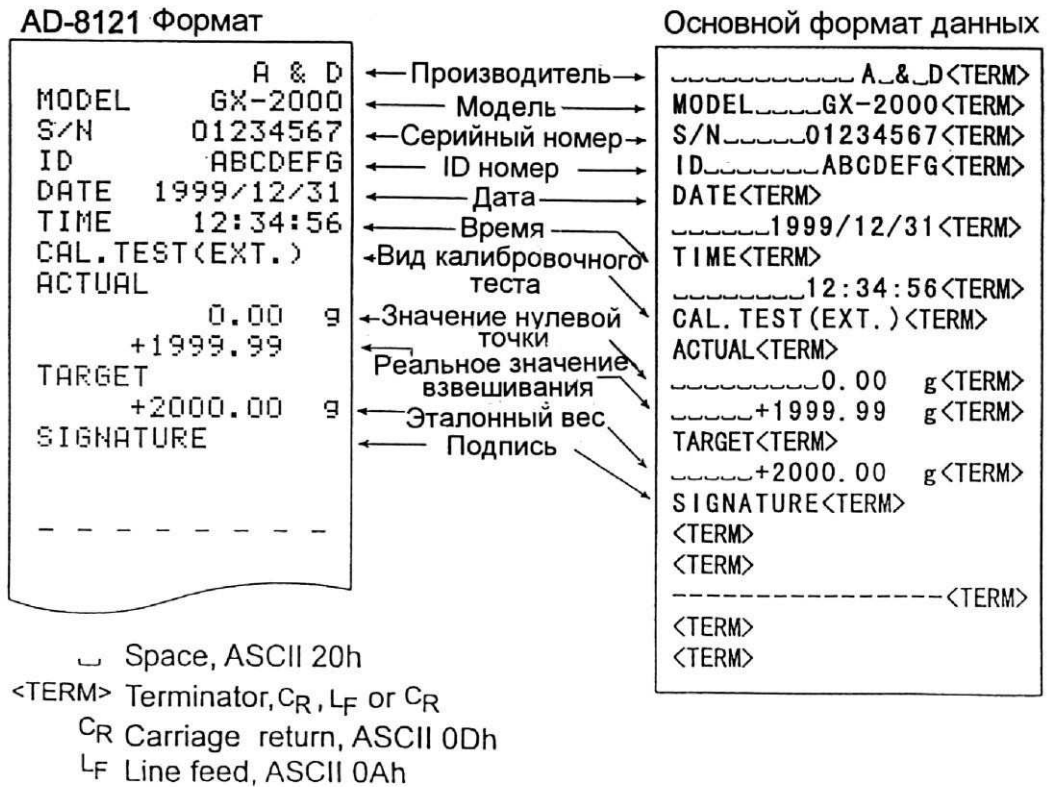 AD-8121 Формат
A & D
MODEL GX-2000
S/N 01234567
ID ABCDEFG
DATE 1999/12/31
TIME 12:34:56
CAL.TEST(EXT.)
ACTUAL
0.00 g
+1999.99
TARGET
+2000.00 g
SIGNATURE
- - - - - - - -
Производитель
Модель
Серийный номер
ID номер
Дата
Время
Вид калибровочного
теста
Значение нулевой
точки
Реальное значение
взвешивания
Эталонный вес
Подпись
Основной формат данных
␣␣␣␣␣␣␣␣␣␣␣ A␣&␣D<TERM>
MODEL␣␣␣␣GX-2000<TERM>
S/N␣␣␣␣␣01234567<TERM>
ID␣␣␣␣␣␣␣ABCDEFG<TERM>
DATE<TERM>
␣␣␣␣␣␣1999/12/31<TERM>
TIME<TERM>
␣␣␣␣␣␣␣␣12:34:56<TERM>
CAL.TEST(EXT.)<TERM>
ACTUAL<TERM>
␣␣␣␣␣␣␣␣␣0.00 g<TERM>
␣␣␣␣␣+1999.99 g<TERM>
TARGET<TERM>
␣␣␣␣␣+2000.00 g<TERM>
SIGNATURE<TERM>
<TERM>
<TERM>
----------------<TERM>
<TERM>
<TERM>
␣ Space, ASCII 20h
<TERM> Terminator, CR, LF or CR
CR Carriage return, ASCII 0Dh
LF Line feed, ASCII 0Ah